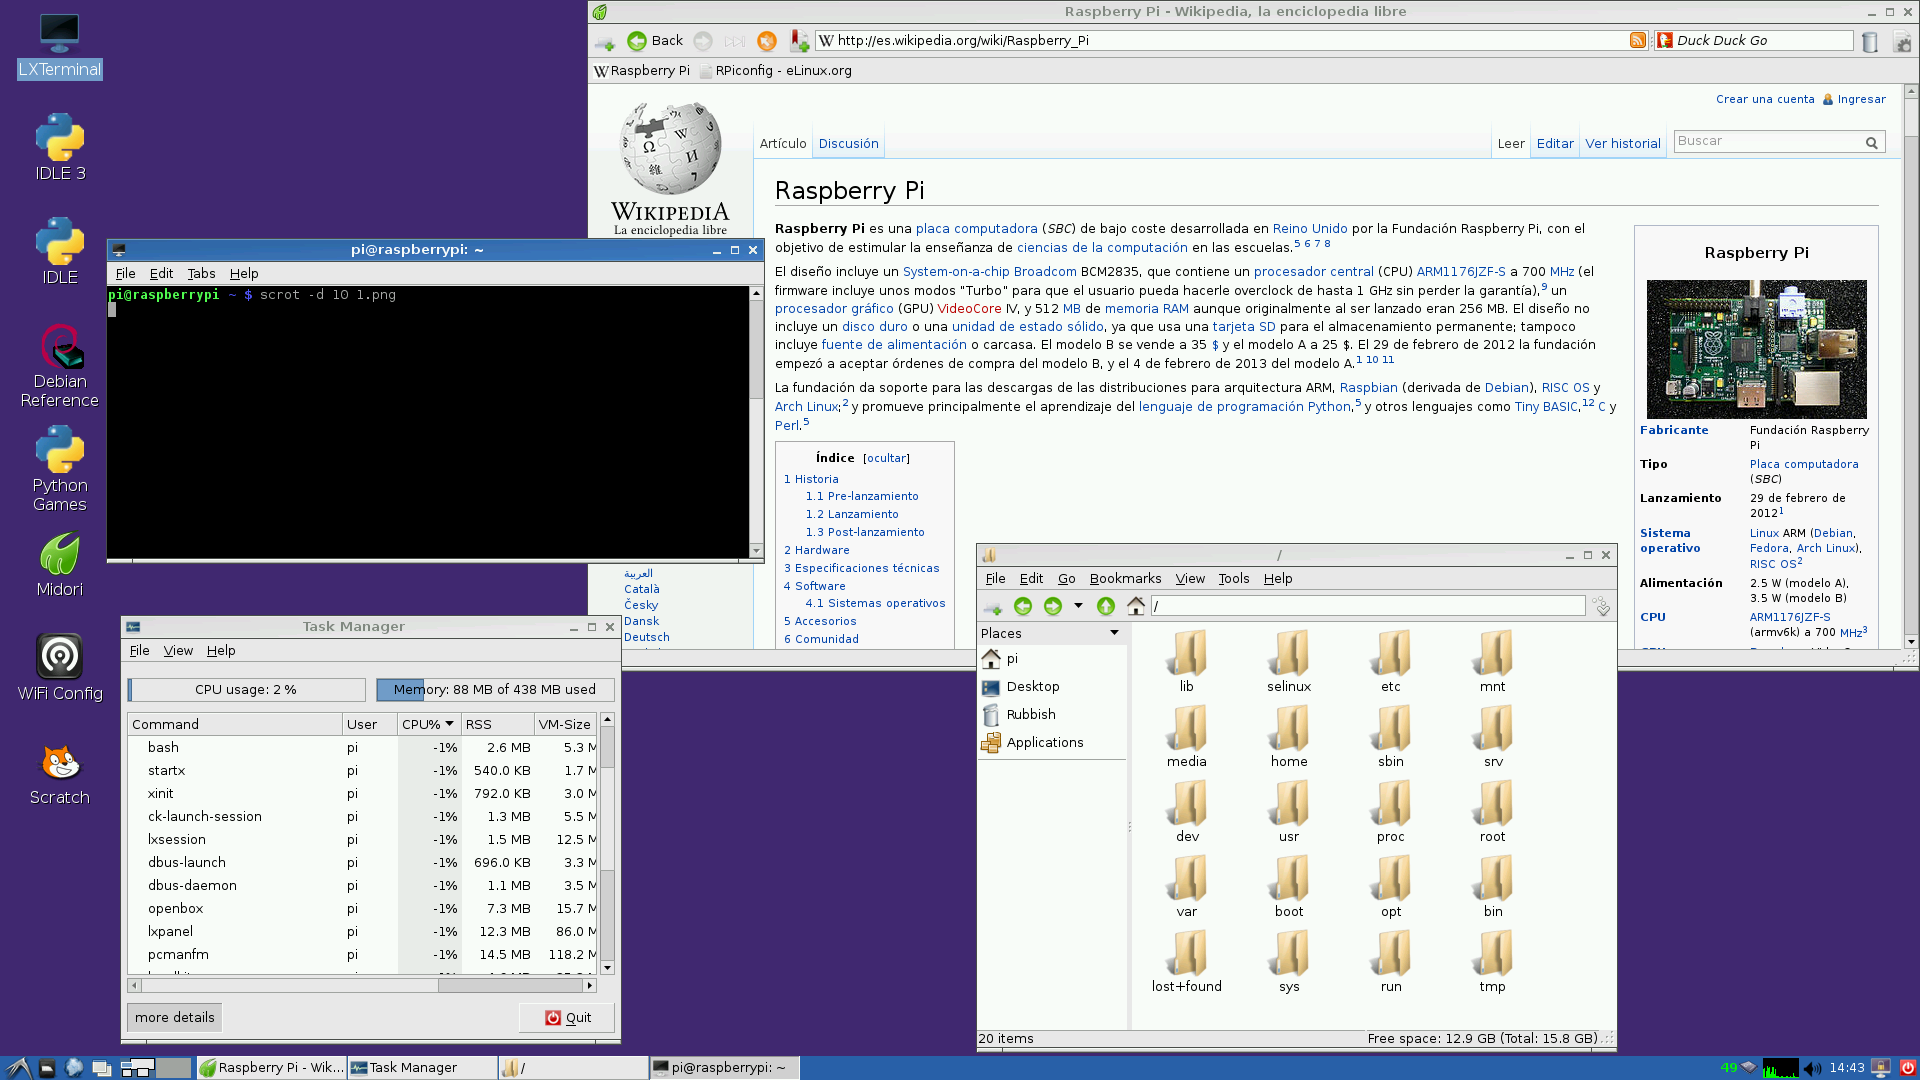 LXTerminal
IDLE 3
IDLE
Debian
Reference
Python
Games
Midori
WiFi Config
Scratch
Raspberry Pi - Wikipedia, la enciclopedia libre
Back
http://es.wikipedia.org/wiki/Raspberry_Pi
Duck Duck Go
Raspberry Pi
RPiconfig - eLinux.org
Crear una cuenta
Ingresar
WIKIPEDIA
La enciclopedia libre
Artículo
Discusión
Leer
Editar
Ver historial
Buscar
Raspberry Pi
Raspberry Pi es una placa computadora (SBC) de bajo coste desarrollada en Reino Unido por la Fundación Raspberry Pi, con el
objetivo de estimular la enseñanza de ciencias de la computación en las escuelas.5 6 7 8
El diseño incluye un System-on-a-chip Broadcom BCM2835, que contiene un procesador central (CPU) ARM1176JZF-S a 700 MHz (el
firmware incluye unos modos "Turbo" para que el usuario pueda hacerle overclock de hasta 1 GHz sin perder la garantía),9 un
procesador gráfico (GPU) VideoCore IV, y 512 MB de memoria RAM aunque originalmente al ser lanzado eran 256 MB. El diseño no
incluye un disco duro o una unidad de estado sólido, ya que usa una tarjeta SD para el almacenamiento permanente; tampoco
incluye fuente de alimentación o carcasa. El modelo B se vende a 35 $ y el modelo A a 25 $. El 29 de febrero de 2012 la fundación
empezó a aceptar órdenes de compra del modelo B, y el 4 de febrero de 2013 del modelo A.1 10 11
La fundación da soporte para las descargas de las distribuciones para arquitectura ARM, Raspbian (derivada de Debian), RISC OS y
Arch Linux;2 y promueve principalmente el aprendizaje del lenguaje de programación Python,5 y otros lenguajes como Tiny BASIC,12 C y
Perl.5
Índice [ocultar]
1 Historia
1.1 Pre-lanzamiento
1.2 Lanzamiento
1.3 Post-lanzamiento
2 Hardware
3 Especificaciones técnicas
4 Software
4.1 Sistemas operativos
5 Accesorios
6 Comunidad
العربية
Català
Česky
Dansk
Deutsch
Raspberry Pi
Fabricante
Fundación Raspberry
Pi
Tipo
Placa computadora
(SBC)
Lanzamiento
29 de febrero de
20121
Sistema
operativo
Linux ARM (Debian,
Fedora, Arch Linux),
RISC OS2
Alimentación
2.5 W (modelo A),
3.5 W (modelo B)
CPU
ARM1176JZF-S
(armv6k) a 700 MHz3
pi@raspberrypi: ~
File Edit Tabs Help
pi@raspberrypi ~ $ scrot -d 10 1.png
Task Manager
File View Help
CPU usage: 2 %
Memory: 88 MB of 438 MB used
Command User CPU% RSS VM-Size
bash pi -1% 2.6 MB 5.3 M
startx pi -1% 540.0 KB 1.7 M
xinit pi -1% 792.0 KB 3.0 M
ck-launch-session pi -1% 1.3 MB 5.5 M
lxsession pi -1% 1.5 MB 12.5 M
dbus-launch pi -1% 696.0 KB 3.3 M
dbus-daemon pi -1% 1.1 MB 3.5 M
openbox pi -1% 7.3 MB 15.7 M
lxpanel pi -1% 12.3 MB 86.0 M
pcmanfm pi -1% 14.5 MB 118.2 M
more details
Quit
/
File Edit Go Bookmarks View Tools Help
/
Places
pi
Desktop
Rubbish
Applications
lib selinux etc mnt
media home sbin srv
dev usr proc root
var boot opt bin
lost+found sys run tmp
20 items
Free space: 12.9 GB (Total: 15.8 GB)
Raspberry Pi - Wik...
Task Manager
/
pi@raspberrypi: ~
49
14:43